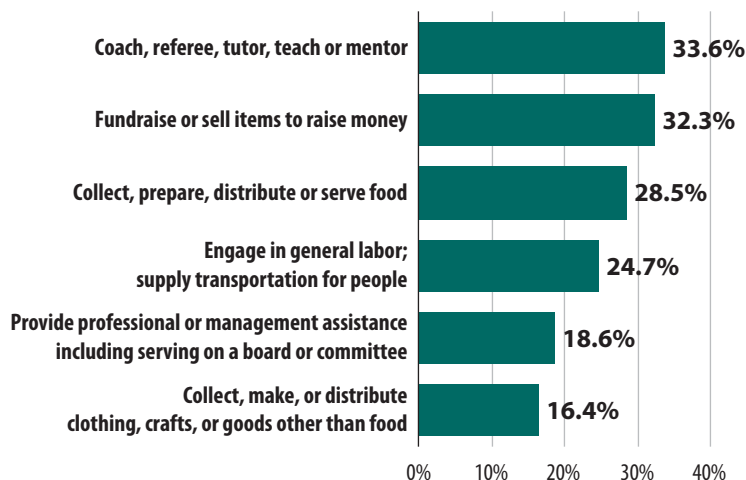 Coach, referee, tutor, teach or mentor 33.6%
Fundraise or sell items to raise money 32.3%
Collect, prepare, distribute or serve food 28.5%
Engage in general labor;
supply transportation for people 24.7%
Provide professional or management assistance
including serving on a board or committee 18.6%
Collect, make, or distribute
clothing, crafts, or goods other than food 16.4%
0% 10% 20% 30% 40%